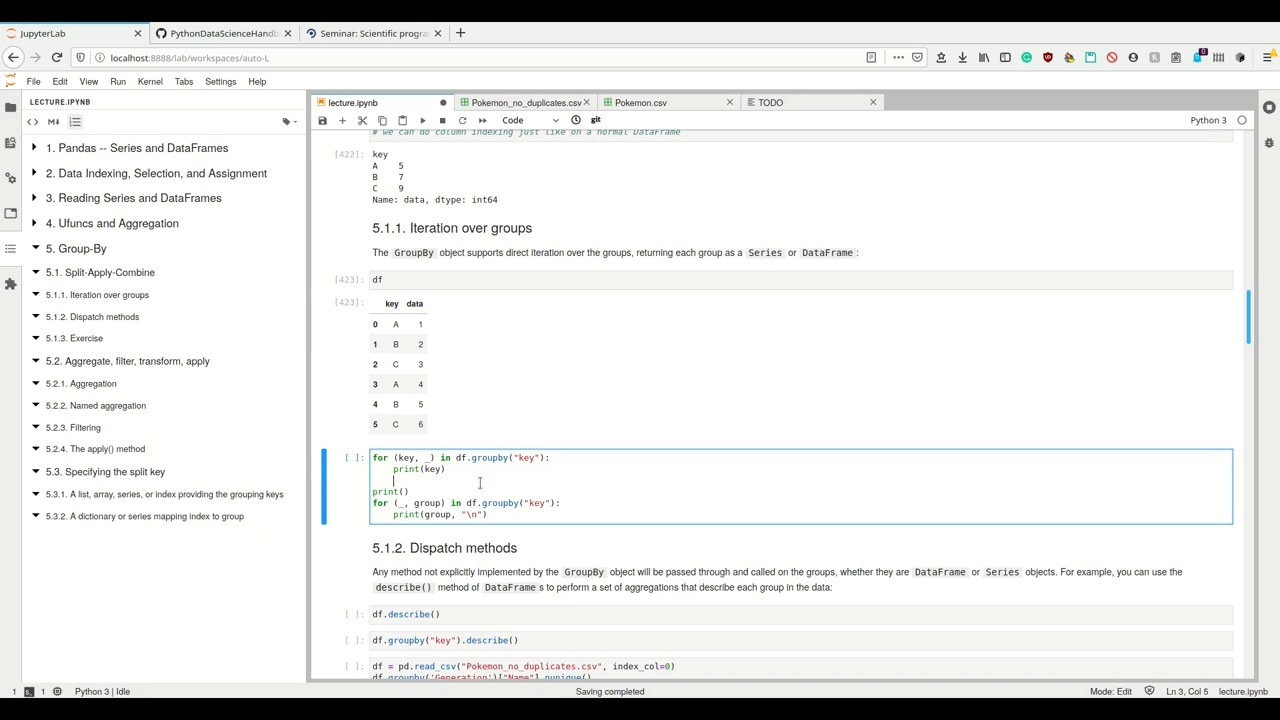 JupyterLab
PythonDataScienceHandb
Seminar: Scientific progra
localhost:8888/lab/workspaces/auto-L
File Edit View Run Kernel Tabs Settings Help
LECTURE.IPYNB
1. Pandas -- Series and DataFrames
2. Data Indexing, Selection, and Assignment
3. Reading Series and DataFrames
4. Ufuncs and Aggregation
5. Group-By
5.1. Split-Apply-Combine
5.1.1. Iteration over groups
5.1.2. Dispatch methods
5.1.3. Exercise
5.2. Aggregate, filter, transform, apply
5.2.1. Aggregation
5.2.2. Named aggregation
5.2.3. Filtering
5.2.4. The apply() method
5.3. Specifying the split key
5.3.1. A list, array, series, or index providing the grouping keys
5.3.2. A dictionary or series mapping index to group
lecture.ipynb
Pokemon_no_duplicates.csv
Pokemon.csv
TODO
Code
git
Python 3
# we can do column indexing just like on a normal DataFrame
[422]: key
A 5
B 7
C 9
Name: data, dtype: int64
5.1.1. Iteration over groups
The GroupBy object supports direct iteration over the groups, returning each group as a Series or DataFrame:
[423]: df
[423]: key data
0 A 1
1 B 2
2 C 3
3 A 4
4 B 5
5 C 6
[ ]: for (key, _) in df.groupby("key"):
print(key)
print()
for (_, group) in df.groupby("key"):
print(group, "\n")
5.1.2. Dispatch methods
Any method not explicitly implemented by the GroupBy object will be passed through and called on the groups, whether they are DataFrame or Series objects. For example, you can use the
describe() method of DataFrame s to perform a set of aggregations that describe each group in the data:
[ ]: df.describe()
[ ]: df.groupby("key").describe()
[ ]: df = pd.read_csv("Pokemon_no_duplicates.csv", index_col=0)
df.groupby('Generation')["Name"].nunique()
1 1 Python 3 | Idle
Saving completed
Mode: Edit Ln 3, Col 5 lecture.ipynb